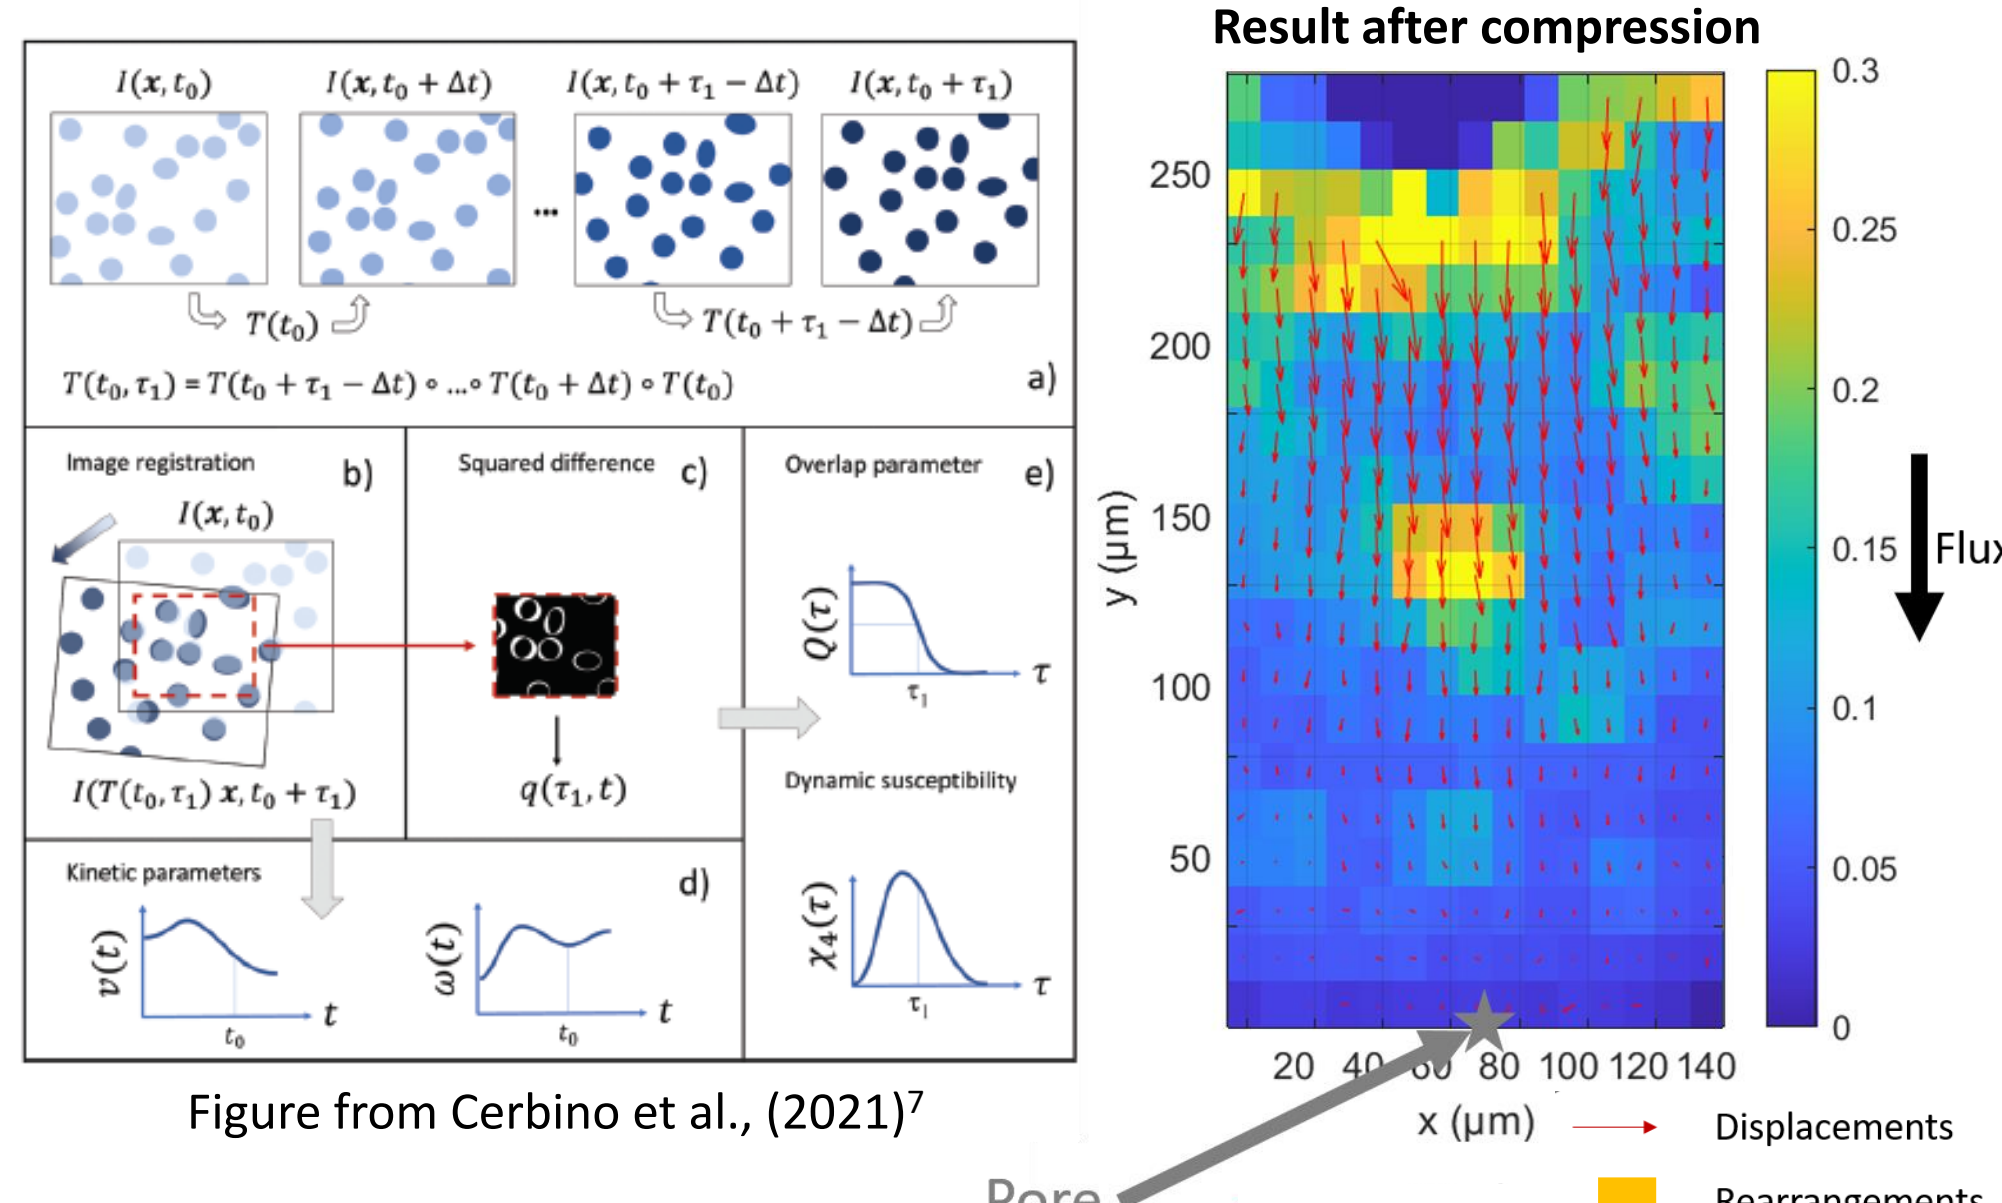 Result after compression
I(x, t₀)
I(x, t₀ + Δt)
I(x, t₀ + τ₁ − Δt)
I(x, t₀ + τ₁)
...
T(t₀)
T(t₀ + τ₁ − Δt)
T(t₀, τ₁) = T(t₀ + τ₁ − Δt) ∘ ...∘ T(t₀ + Δt) ∘ T(t₀)
a)
Image registration
b)
I(x, t₀)
I(T(t₀, τ₁) x, t₀ + τ₁)
Squared difference
c)
q(τ₁, t)
Kinetic parameters
d)
v(t)
t₀
t
ω(t)
t₀
t
Overlap parameter
e)
Q(τ)
τ₁
τ
Dynamic susceptibility
χ₄(τ)
τ₁
τ
Figure from Cerbino et al., (2021)⁷
y (μm)
250
200
150
100
50
20 40 60 80 100 120 140
x (μm)
0.3
0.25
0.2
0.15
0.1
0.05
0
Flux
Displacements
Rearrangements
Pore